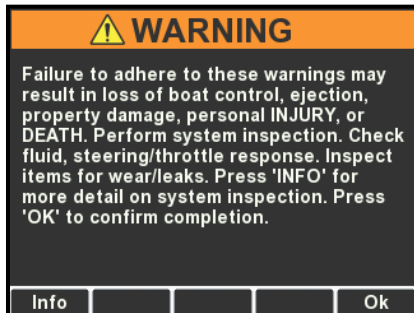 WARNING
Failure to adhere to these warnings may
result in loss of boat control, ejection,
property damage, personal INJURY, or
DEATH. Perform system inspection. Check
fluid, steering/throttle response. Inspect
items for wear/leaks. Press 'INFO' for
more detail on system inspection. Press
'OK' to confirm completion.
Info Ok